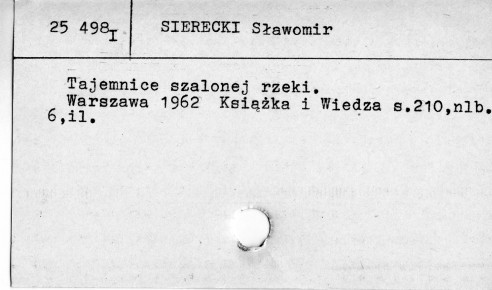 25 498I
SIERECKI Sławomir
Tajemnice szalonej rzeki.
Warszawa 1962 Książka i Wiedza s.210,nlb.
6,il.